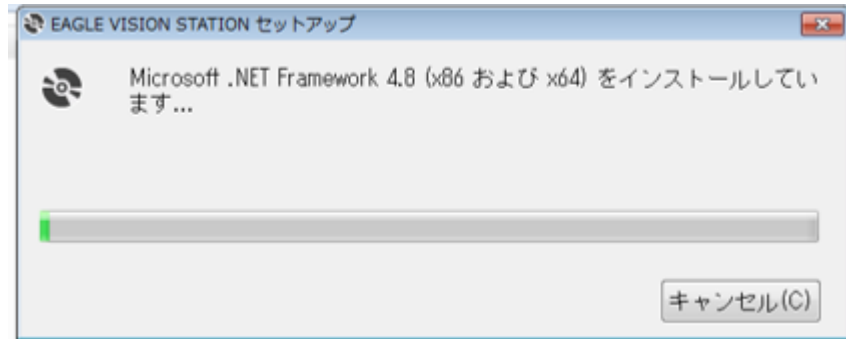 EAGLE VISION STATION セットアップ
Microsoft .NET Framework 4.8 (x86 および x64) をインストールしてい
ます...
キャンセル(C)